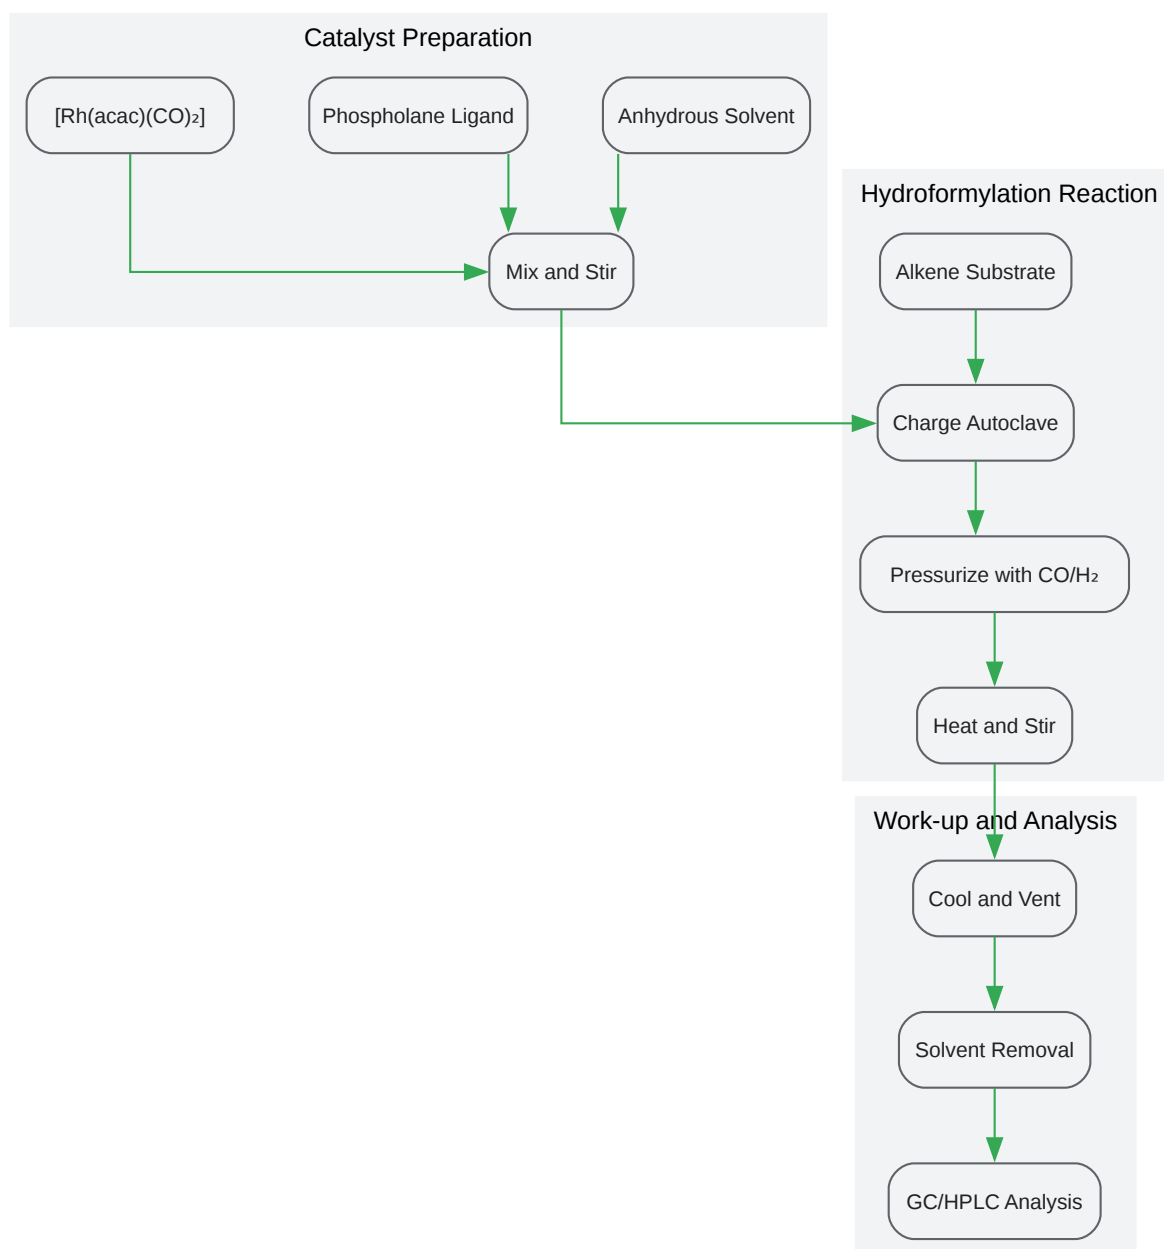 Catalyst Preparation
[Rh(acac)(CO)₂]
Phospholane Ligand
Anhydrous Solvent
Mix and Stir
Hydroformylation Reaction
Alkene Substrate
Charge Autoclave
Pressurize with CO/H₂
Heat and Stir
Work-up and Analysis
Cool and Vent
Solvent Removal
GC/HPLC Analysis